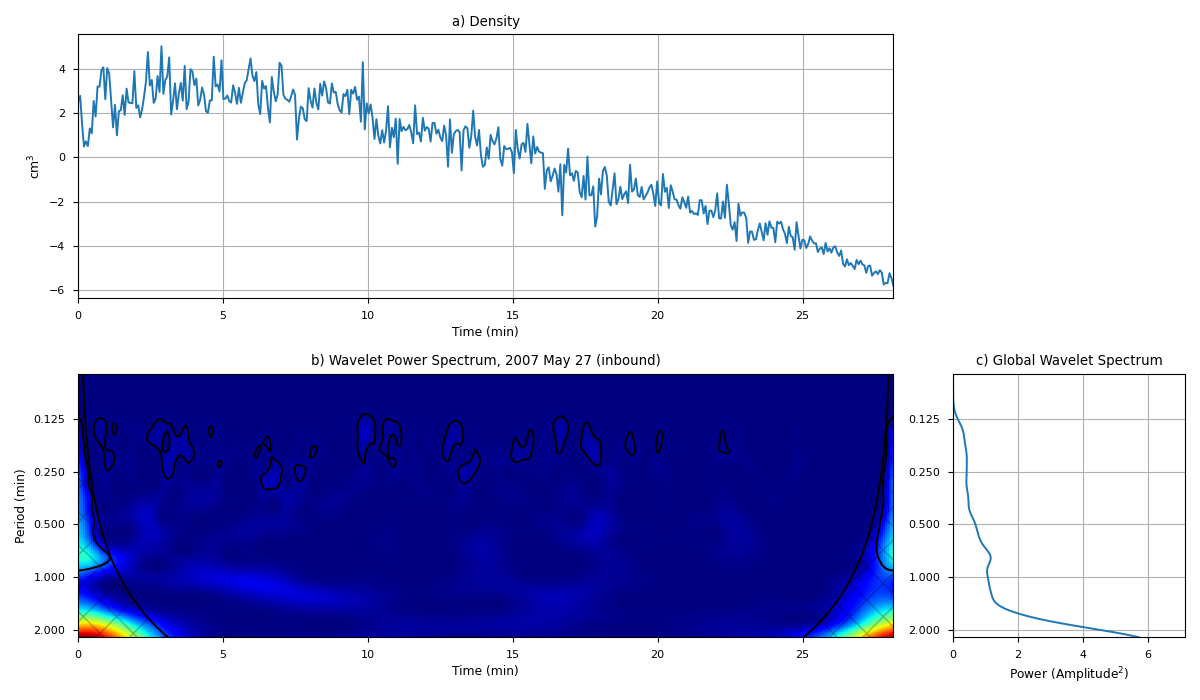 a) Density
cm³
4
2
0
−2
−4
−6
0 5 10 15 20 25
Time (min)
b) Wavelet Power Spectrum, 2007 May 27 (inbound)
Period (min)
0.125
0.250
0.500
1.000
2.000
0 5 10 15 20 25
Time (min)
c) Global Wavelet Spectrum
0.125
0.250
0.500
1.000
2.000
0 2 4 6
Power (Amplitude²)